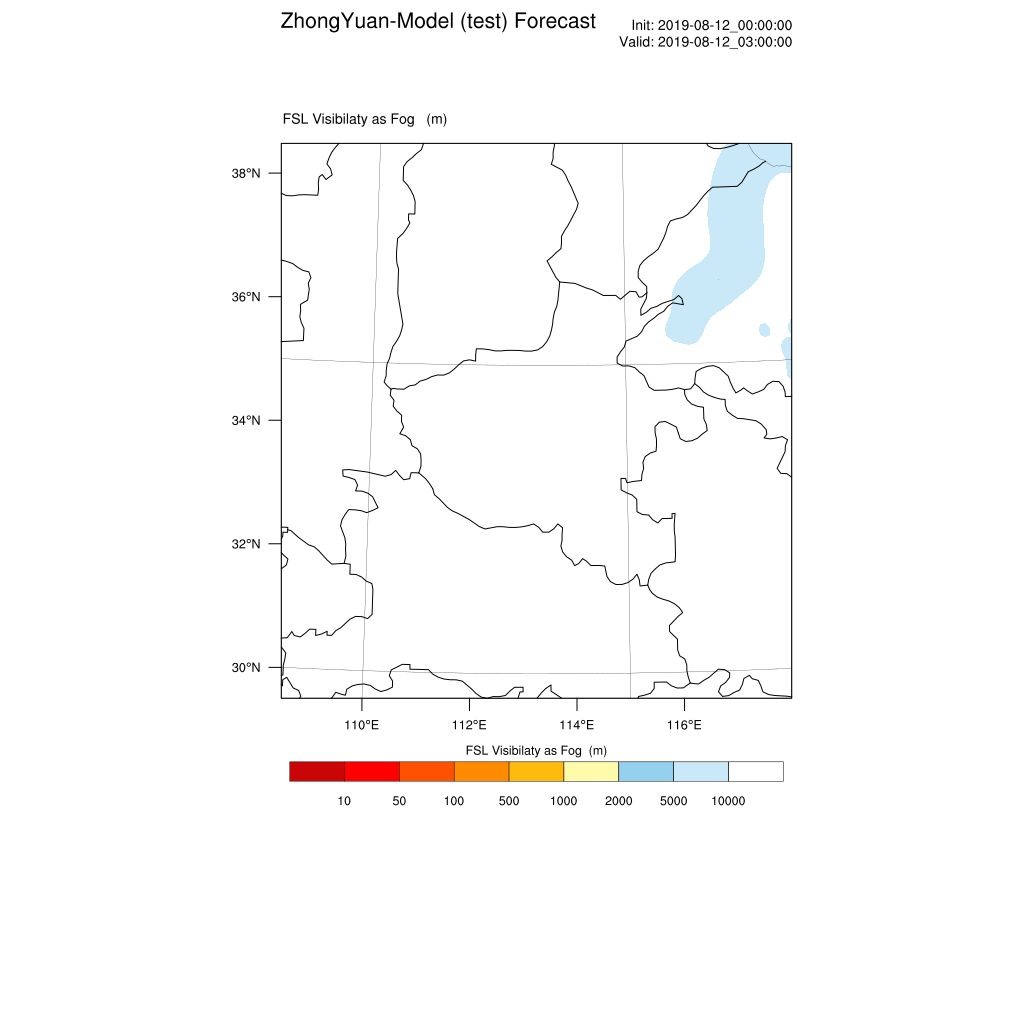 ZhongYuan-Model (test) Forecast
Init: 2019-08-12_00:00:00
Valid: 2019-08-12_03:00:00
FSL Visibilaty as Fog (m)
38°N
36°N
34°N
32°N
30°N
110°E 112°E 114°E 116°E
FSL Visibilaty as Fog (m)
10 50 100 500 1000 2000 5000 10000